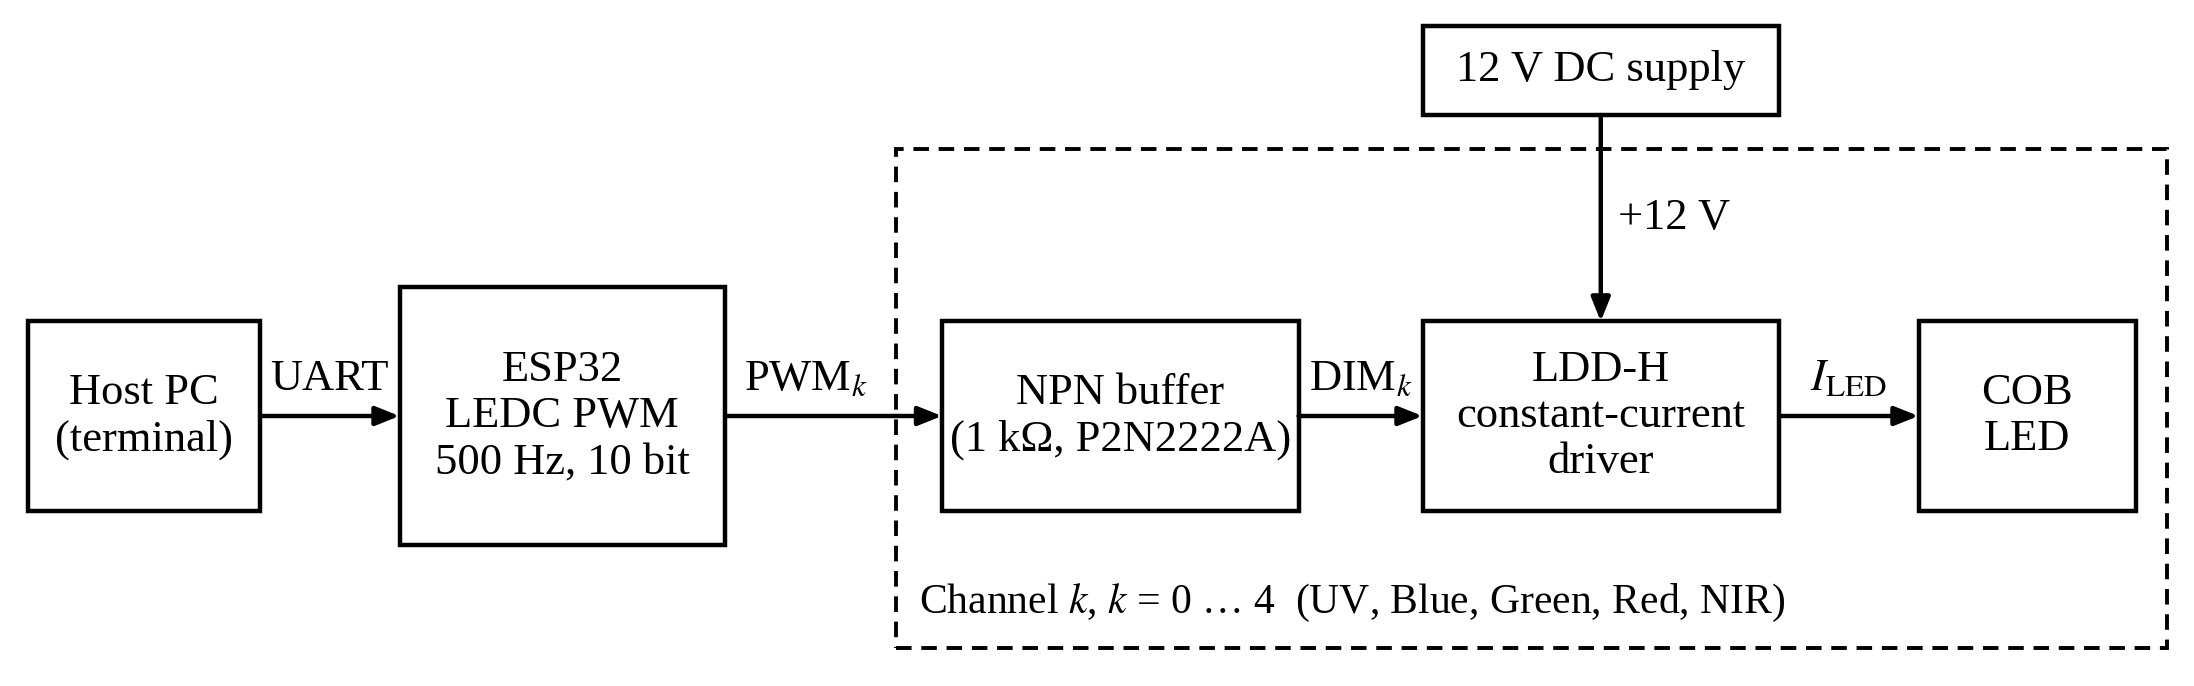 12 V DC supply
+12 V
Host PC
(terminal)
UART
ESP32
LEDC PWM
500 Hz, 10 bit
PWMk
NPN buffer
(1 kΩ, P2N2222A)
DIMk
LDD-H
constant-current
driver
ILED
COB
LED
Channel k, k = 0 … 4 (UV, Blue, Green, Red, NIR)